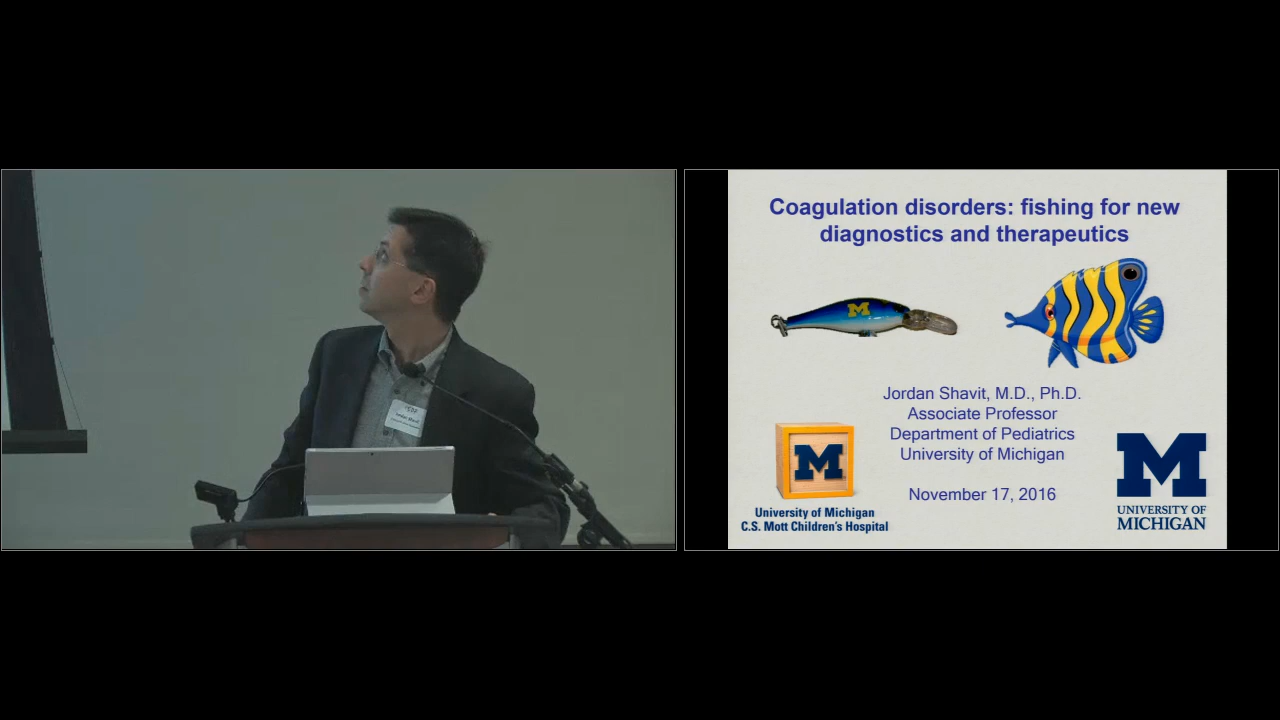 Coagulation disorders: fishing for new
diagnostics and therapeutics
M
Jordan Shavit, M.D., Ph.D.
Associate Professor
Department of Pediatrics
University of Michigan
November 17, 2016
M
University of Michigan
C.S. Mott Children's Hospital
M
UNIVERSITY OF
MICHIGAN